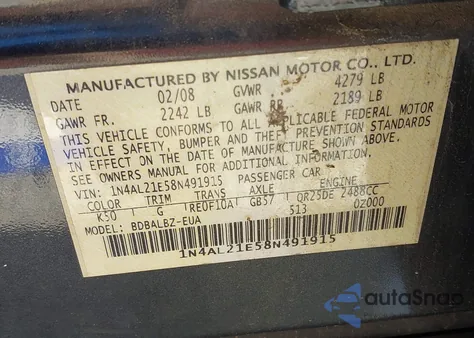 MANUFACTURED BY NISSAN MOTOR CO., LTD.
DATE 02/08 GVWR 4279 LB
GAWR FR. 2242 LB GAWR RR 2189 LB
THIS VEHICLE CONFORMS TO ALL APPLICABLE FEDERAL MOTOR
VEHICLE SAFETY, BUMPER AND THEFT PREVENTION STANDARDS
IN EFFECT ON THE DATE OF MANUFACTURE SHOWN ABOVE.
SEE OWNERS MANUAL FOR ADDITIONAL INFORMATION.
VIN: 1N4AL21E58N491915 PASSENGER CAR
COLOR TRIM TRANS AXLE ENGINE
K50 G RE0F10A GB57 QR25DE 2488CC
MODEL: BDBALBZ-EUA 513 02000
1N4AL21E58N491915
autoSnap